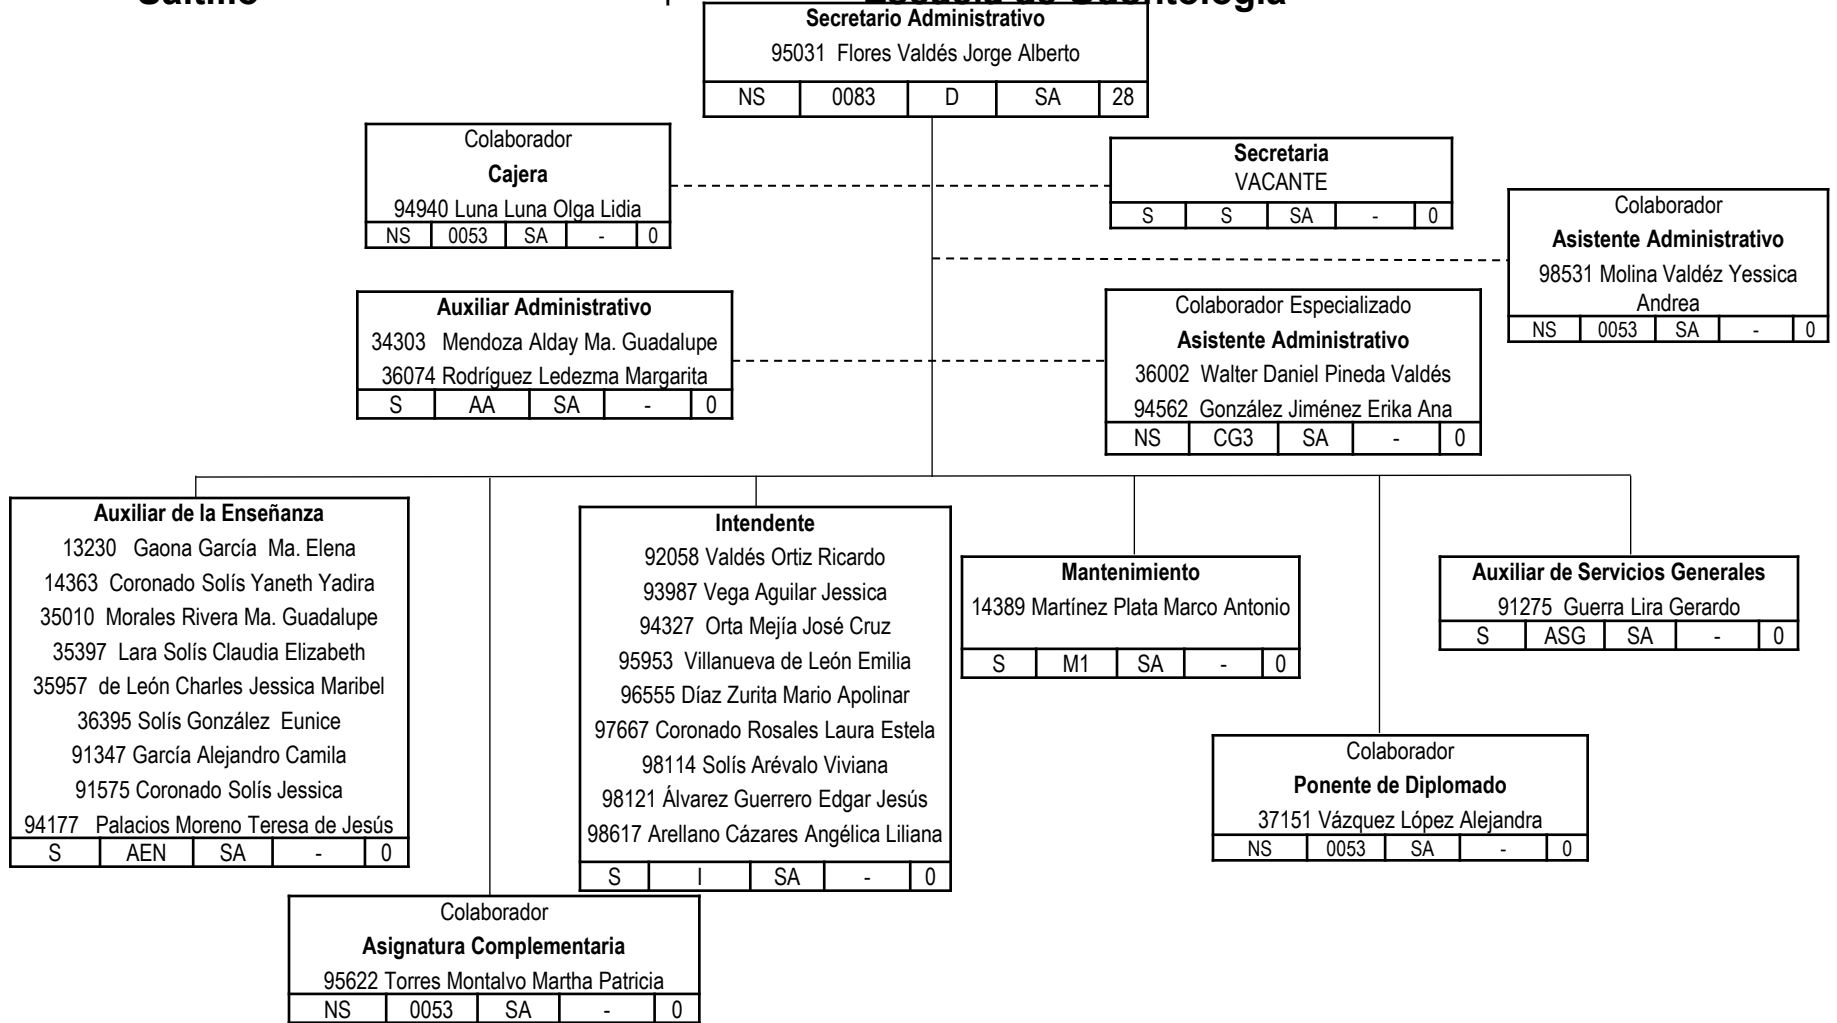 Saltillo
Escuela de Odontología
Secretario Administrativo
95031 Flores Valdés Jorge Alberto
NS 0083 D SA 28
Colaborador
Cajera
94940 Luna Luna Olga Lidia
NS 0053 SA - 0
Secretaria
VACANTE
S S SA - 0
Colaborador
Asistente Administrativo
98531 Molina Valdéz Yessica
Andrea
NS 0053 SA - 0
Auxiliar Administrativo
34303 Mendoza Alday Ma. Guadalupe
36074 Rodríguez Ledezma Margarita
S AA SA - 0
Colaborador Especializado
Asistente Administrativo
36002 Walter Daniel Pineda Valdés
94562 González Jiménez Erika Ana
NS CG3 SA - 0
Auxiliar de la Enseñanza
13230 Gaona García Ma. Elena
14363 Coronado Solís Yaneth Yadira
35010 Morales Rivera Ma. Guadalupe
35397 Lara Solís Claudia Elizabeth
35957 de León Charles Jessica Maribel
36395 Solís González Eunice
91347 García Alejandro Camila
91575 Coronado Solís Jessica
94177 Palacios Moreno Teresa de Jesús
S AEN SA - 0
Intendente
92058 Valdés Ortiz Ricardo
93987 Vega Aguilar Jessica
94327 Orta Mejía José Cruz
95953 Villanueva de León Emilia
96555 Díaz Zurita Mario Apolinar
97667 Coronado Rosales Laura Estela
98114 Solís Arévalo Viviana
98121 Álvarez Guerrero Edgar Jesús
98617 Arellano Cázares Angélica Liliana
S I SA - 0
Mantenimiento
14389 Martínez Plata Marco Antonio
S M1 SA - 0
Auxiliar de Servicios Generales
91275 Guerra Lira Gerardo
S ASG SA - 0
Colaborador
Ponente de Diplomado
37151 Vázquez López Alejandra
NS 0053 SA - 0
Colaborador
Asignatura Complementaria
95622 Torres Montalvo Martha Patricia
NS 0053 SA - 0